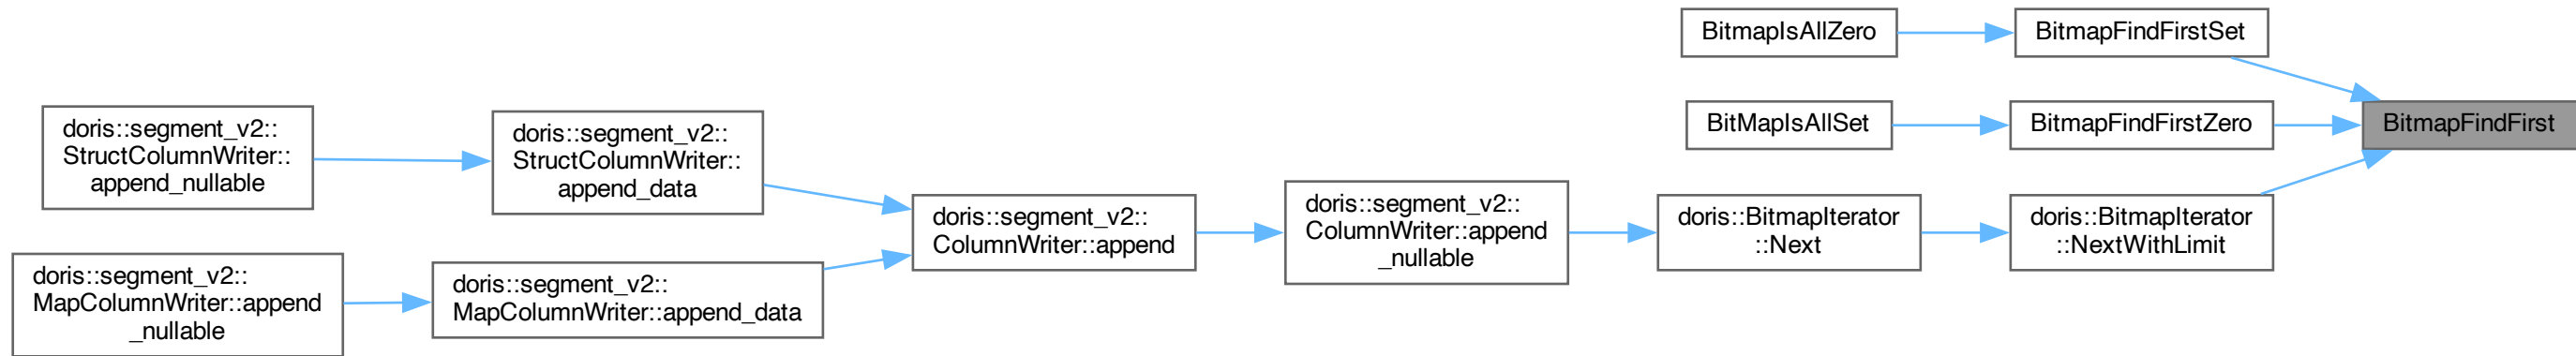 BitmapIsAllZero
BitmapFindFirstSet
doris::segment_v2::
StructColumnWriter::
append_nullable
doris::segment_v2::
StructColumnWriter::
append_data
BitMapIsAllSet
BitmapFindFirstZero
BitmapFindFirst
doris::segment_v2::
MapColumnWriter::append
_nullable
doris::segment_v2::
MapColumnWriter::append_data
doris::segment_v2::
ColumnWriter::append
doris::segment_v2::
ColumnWriter::append
_nullable
doris::BitmapIterator
::Next
doris::BitmapIterator
::NextWithLimit